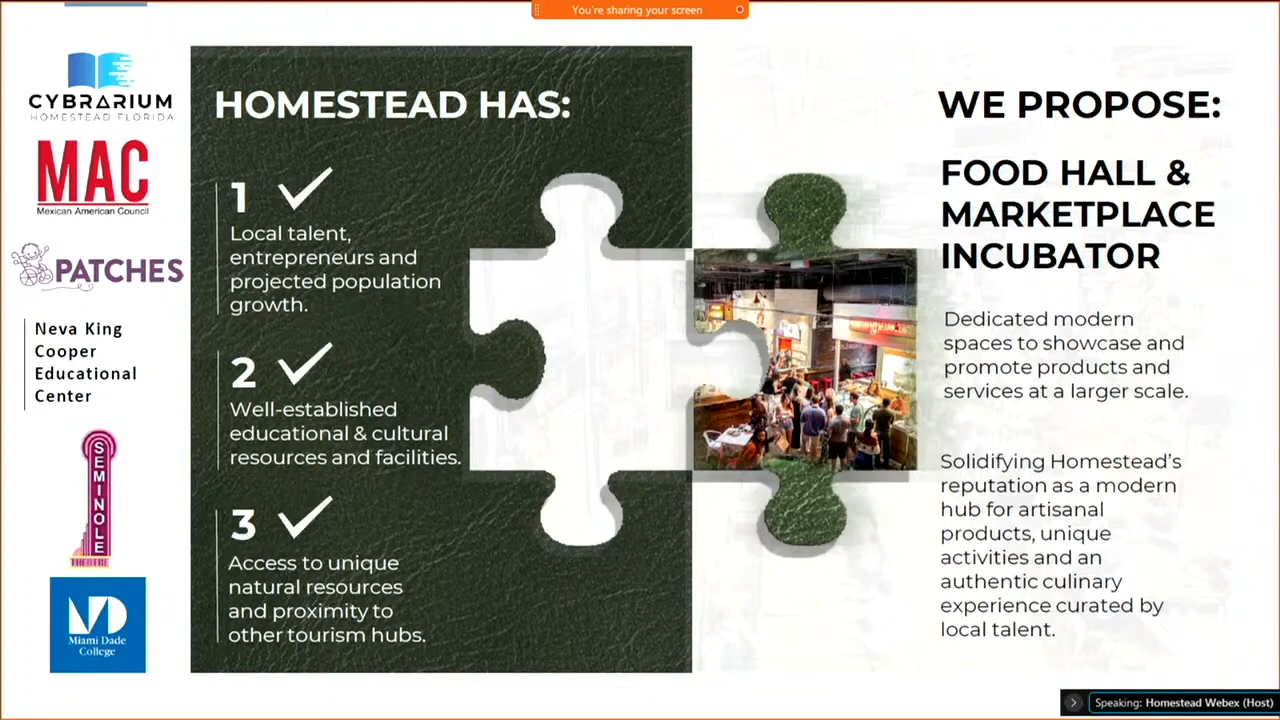 You're sharing your screen
CYBRARIUM
HOMESTEAD FLORIDA
MAC
Mexican American Council
PATCHES
Neva King
Cooper
Educational
Center
SEMINOLE
THEATRE
Miami Dade
College
HOMESTEAD HAS:
1
Local talent,
entrepreneurs and
projected population
growth.
2
Well-established
educational & cultural
resources and facilities.
3
Access to unique
natural resources
and proximity to
other tourism hubs.
WE PROPOSE:
FOOD HALL &
MARKETPLACE
INCUBATOR
Dedicated modern
spaces to showcase and
promote products and
services at a larger scale.
Solidifying Homestead's
reputation as a modern
hub for artisanal
products, unique
activities and an
authentic culinary
experience curated by
local talent.
Speaking: Homestead Webex (Host)